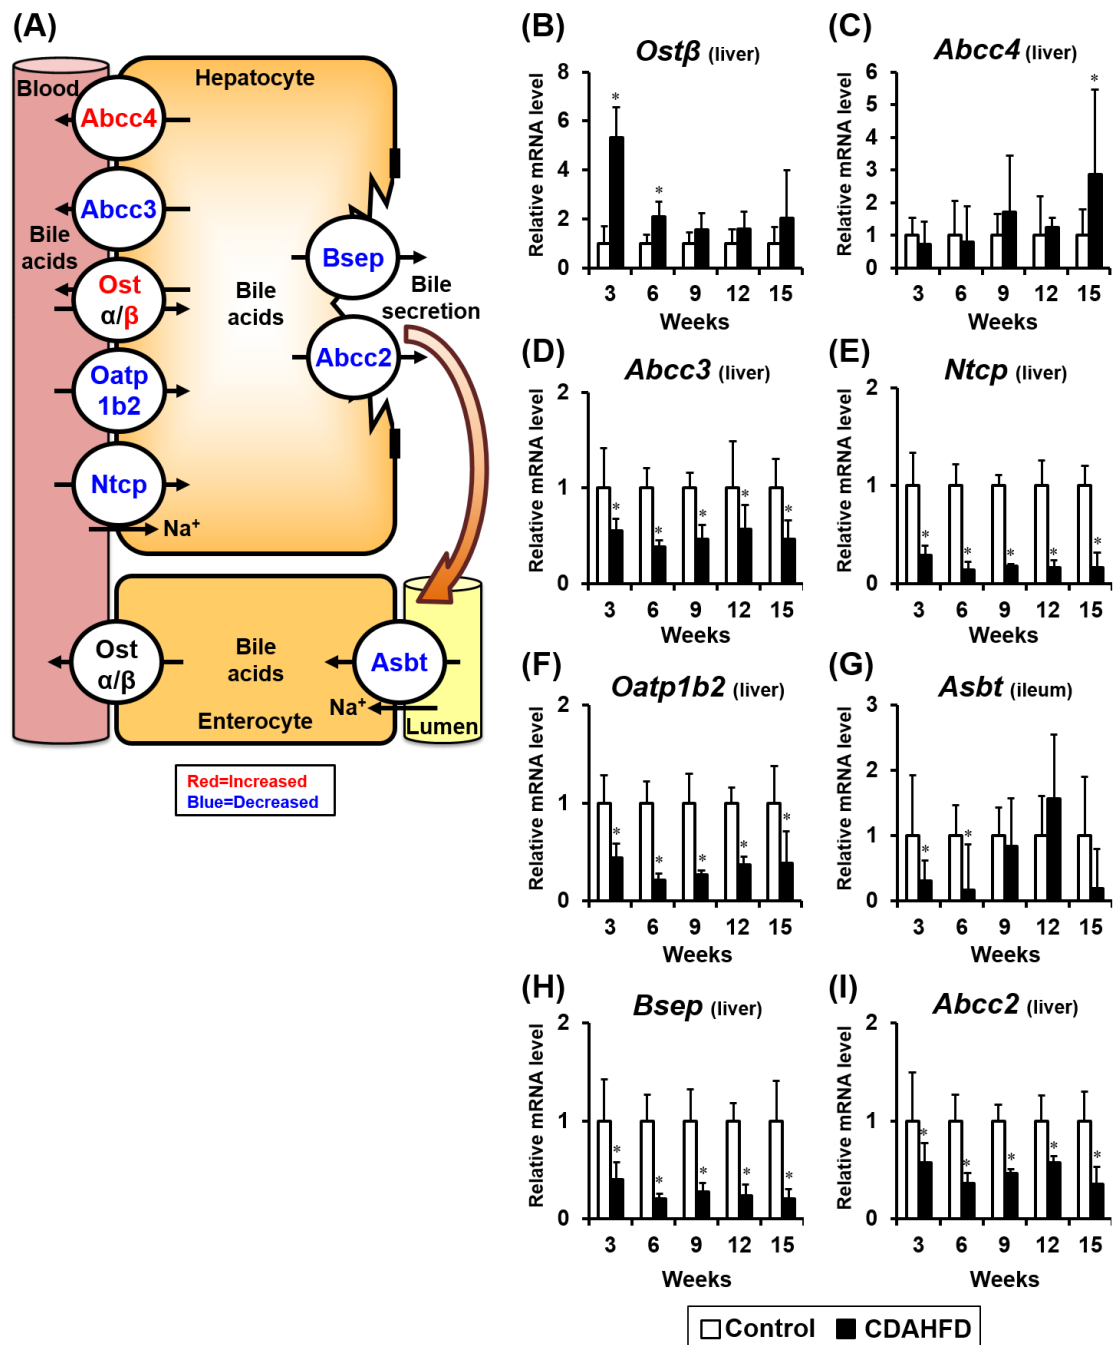 (A)
Blood
Hepatocyte
Abcc4
Abcc3
Bile
acids
Ost
α/β
Oatp
1b2
Ntcp
Na+
Bile
acids
Bsep
Bile
secretion
Abcc2
Ost
α/β
Bile
acids
Asbt
Na+
Enterocyte
Lumen
Red=Increased
Blue=Decreased
(B)
Ostβ (liver)
Relative mRNA level
8
6
4
2
0
*
*
3 6 9 12 15
Weeks
(C)
Abcc4 (liver)
Relative mRNA level
6
5
4
3
2
1
0
*
3 6 9 12 15
Weeks
(D)
Abcc3 (liver)
Relative mRNA level
2
1
0
* * * * *
3 6 9 12 15
Weeks
(E)
Ntcp (liver)
Relative mRNA level
2
1
0
* * * * *
3 6 9 12 15
Weeks
(F)
Oatp1b2 (liver)
Relative mRNA level
2
1
0
* * * * *
3 6 9 12 15
Weeks
(G)
Asbt (ileum)
Relative mRNA level
3
2
1
0
* *
3 6 9 12 15
Weeks
(H)
Bsep (liver)
Relative mRNA level
2
1
0
* * * * *
3 6 9 12 15
Weeks
(I)
Abcc2 (liver)
Relative mRNA level
2
1
0
* * * * *
3 6 9 12 15
Weeks
Control CDAHFD